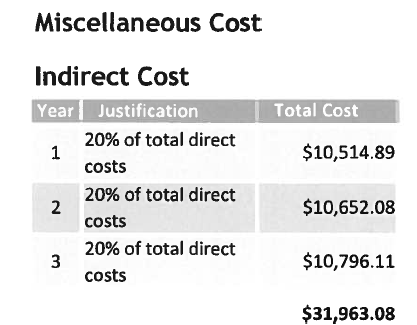 Miscellaneous Cost
Indirect Cost
Year Justification Total Cost
1 20% of total direct costs $10,514.89
2 20% of total direct costs $10,652.08
3 20% of total direct costs $10,796.11
$31,963.08